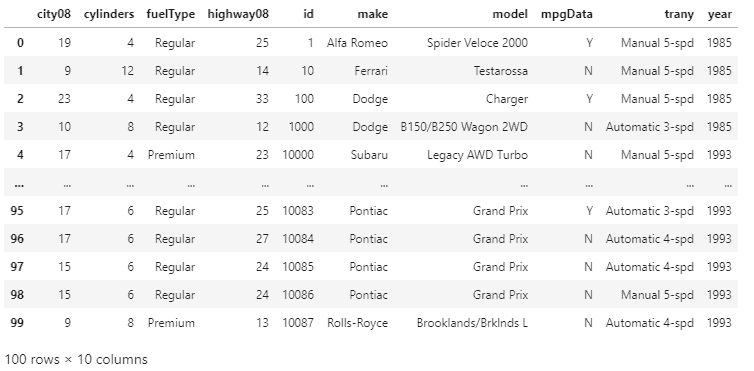 city08 cylinders fuelType highway08 id make model mpgData trany year
0 19 4 Regular 25 1 Alfa Romeo Spider Veloce 2000 Y Manual 5-spd 1985
1 9 12 Regular 14 10 Ferrari Testarossa N Manual 5-spd 1985
2 23 4 Regular 33 100 Dodge Charger Y Manual 5-spd 1985
3 10 8 Regular 12 1000 Dodge B150/B250 Wagon 2WD N Automatic 3-spd 1985
4 17 4 Premium 23 10000 Subaru Legacy AWD Turbo N Manual 5-spd 1993
... ... ... ... ... ... ... ... ... ... ...
95 17 6 Regular 25 10083 Pontiac Grand Prix Y Automatic 3-spd 1993
96 17 6 Regular 27 10084 Pontiac Grand Prix N Automatic 4-spd 1993
97 15 6 Regular 24 10085 Pontiac Grand Prix N Automatic 4-spd 1993
98 15 6 Regular 24 10086 Pontiac Grand Prix N Manual 5-spd 1993
99 9 8 Premium 13 10087 Rolls-Royce Brooklands/Brklnds L N Automatic 4-spd 1993
100 rows × 10 columns